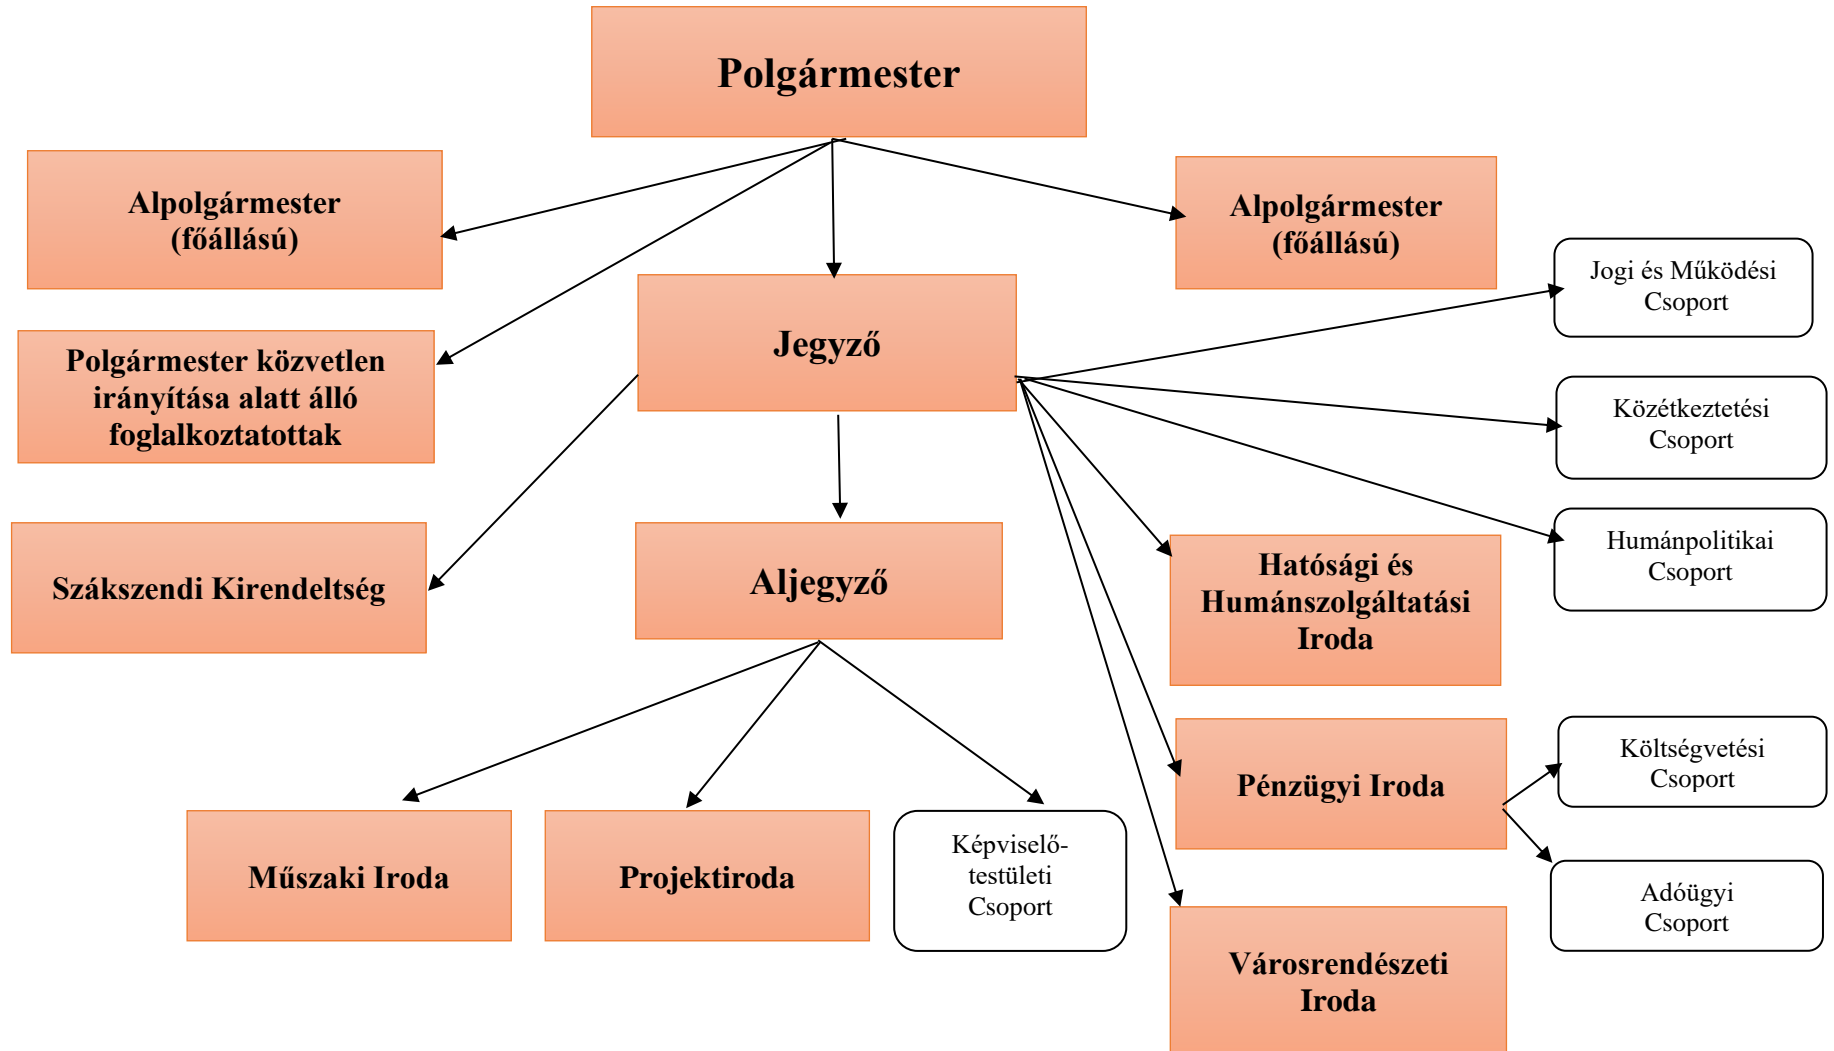 Polgármester
Alpolgármester
(főállású)
Alpolgármester
(főállású)
Jogi és Működési
Csoport
Jegyző
Polgármester közvetlen
irányítása alatt álló
foglalkoztatottak
Közétkeztetési
Csoport
Humánpolitikai
Csoport
Szákszendi Kirendeltség
Aljegyző
Hatósági és
Humánszolgáltatási
Iroda
Költségvetési
Csoport
Pénzügyi Iroda
Műszaki Iroda
Projektiroda
Képviselő-
testületi
Csoport
Adóügyi
Csoport
Városrendészeti
Iroda